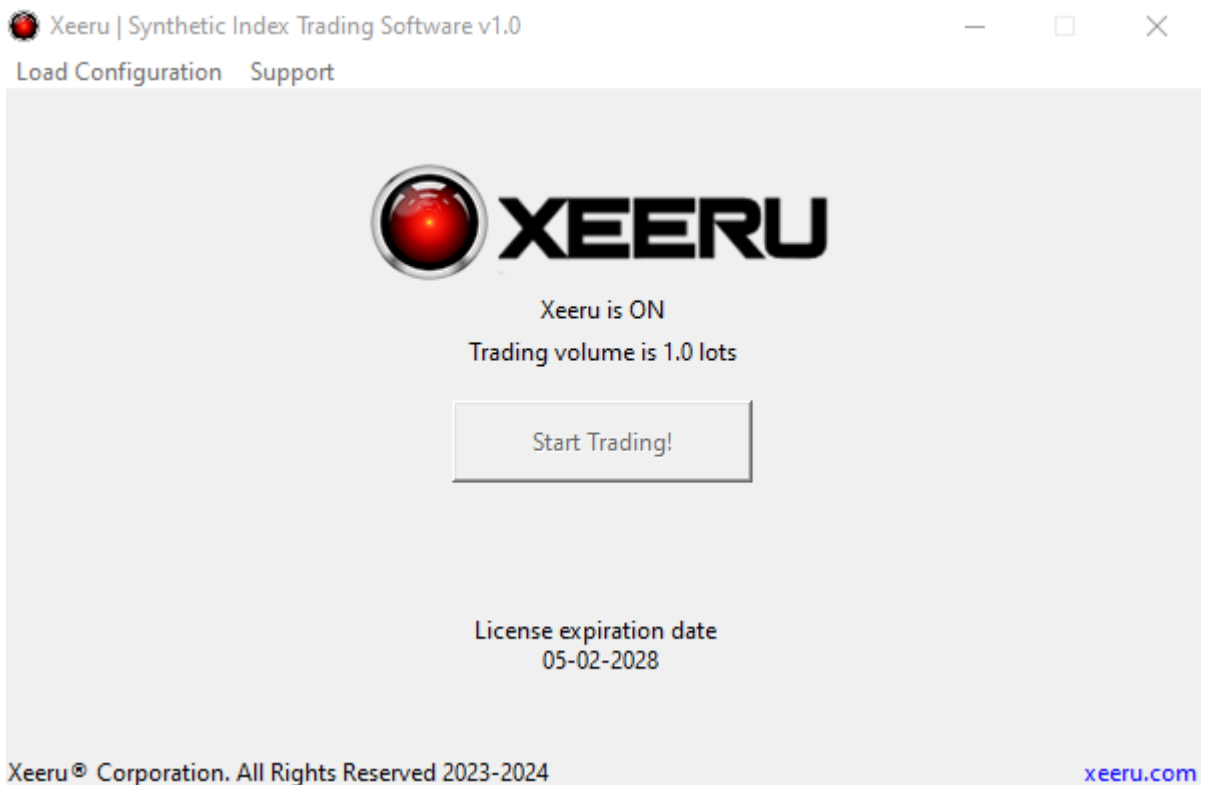 Xeeru | Synthetic Index Trading Software v1.0
Load Configuration Support
XEERU
Xeeru is ON
Trading volume is 1.0 lots
Start Trading!
License expiration date
05-02-2028
Xeeru® Corporation. All Rights Reserved 2023-2024 xeeru.com